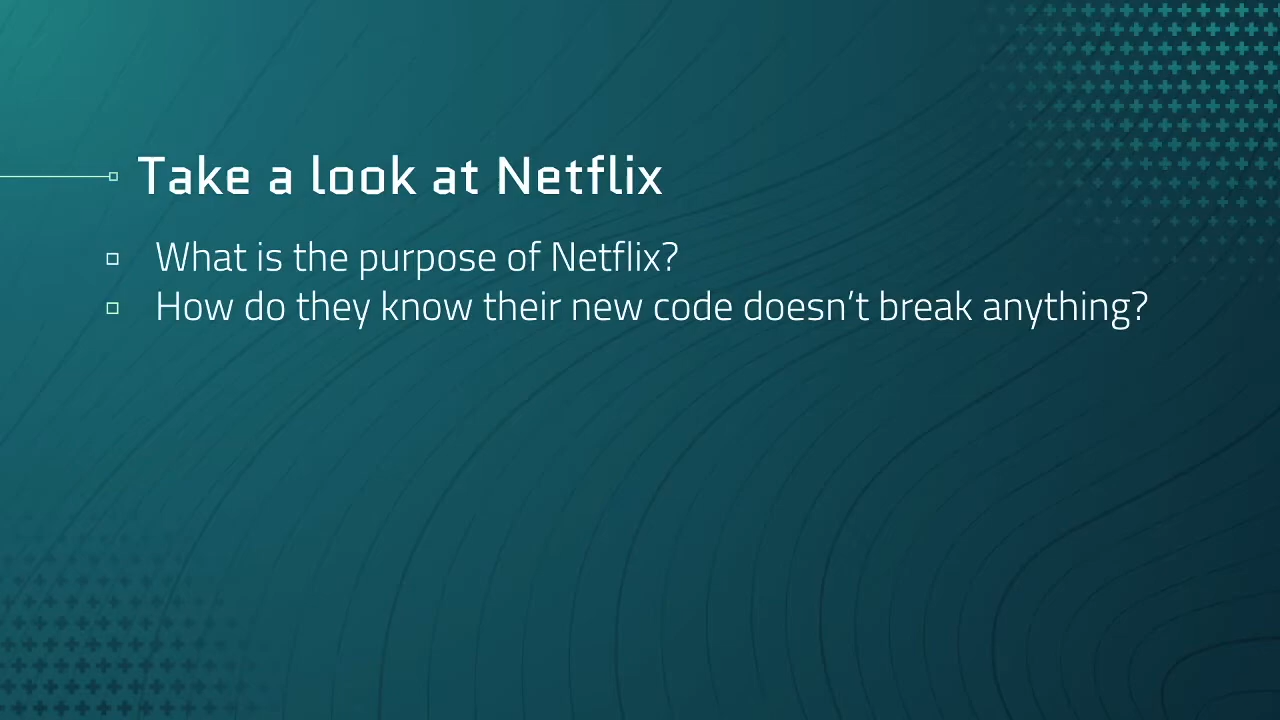 Take a look at Netflix
What is the purpose of Netflix?
How do they know their new code doesn’t break anything?